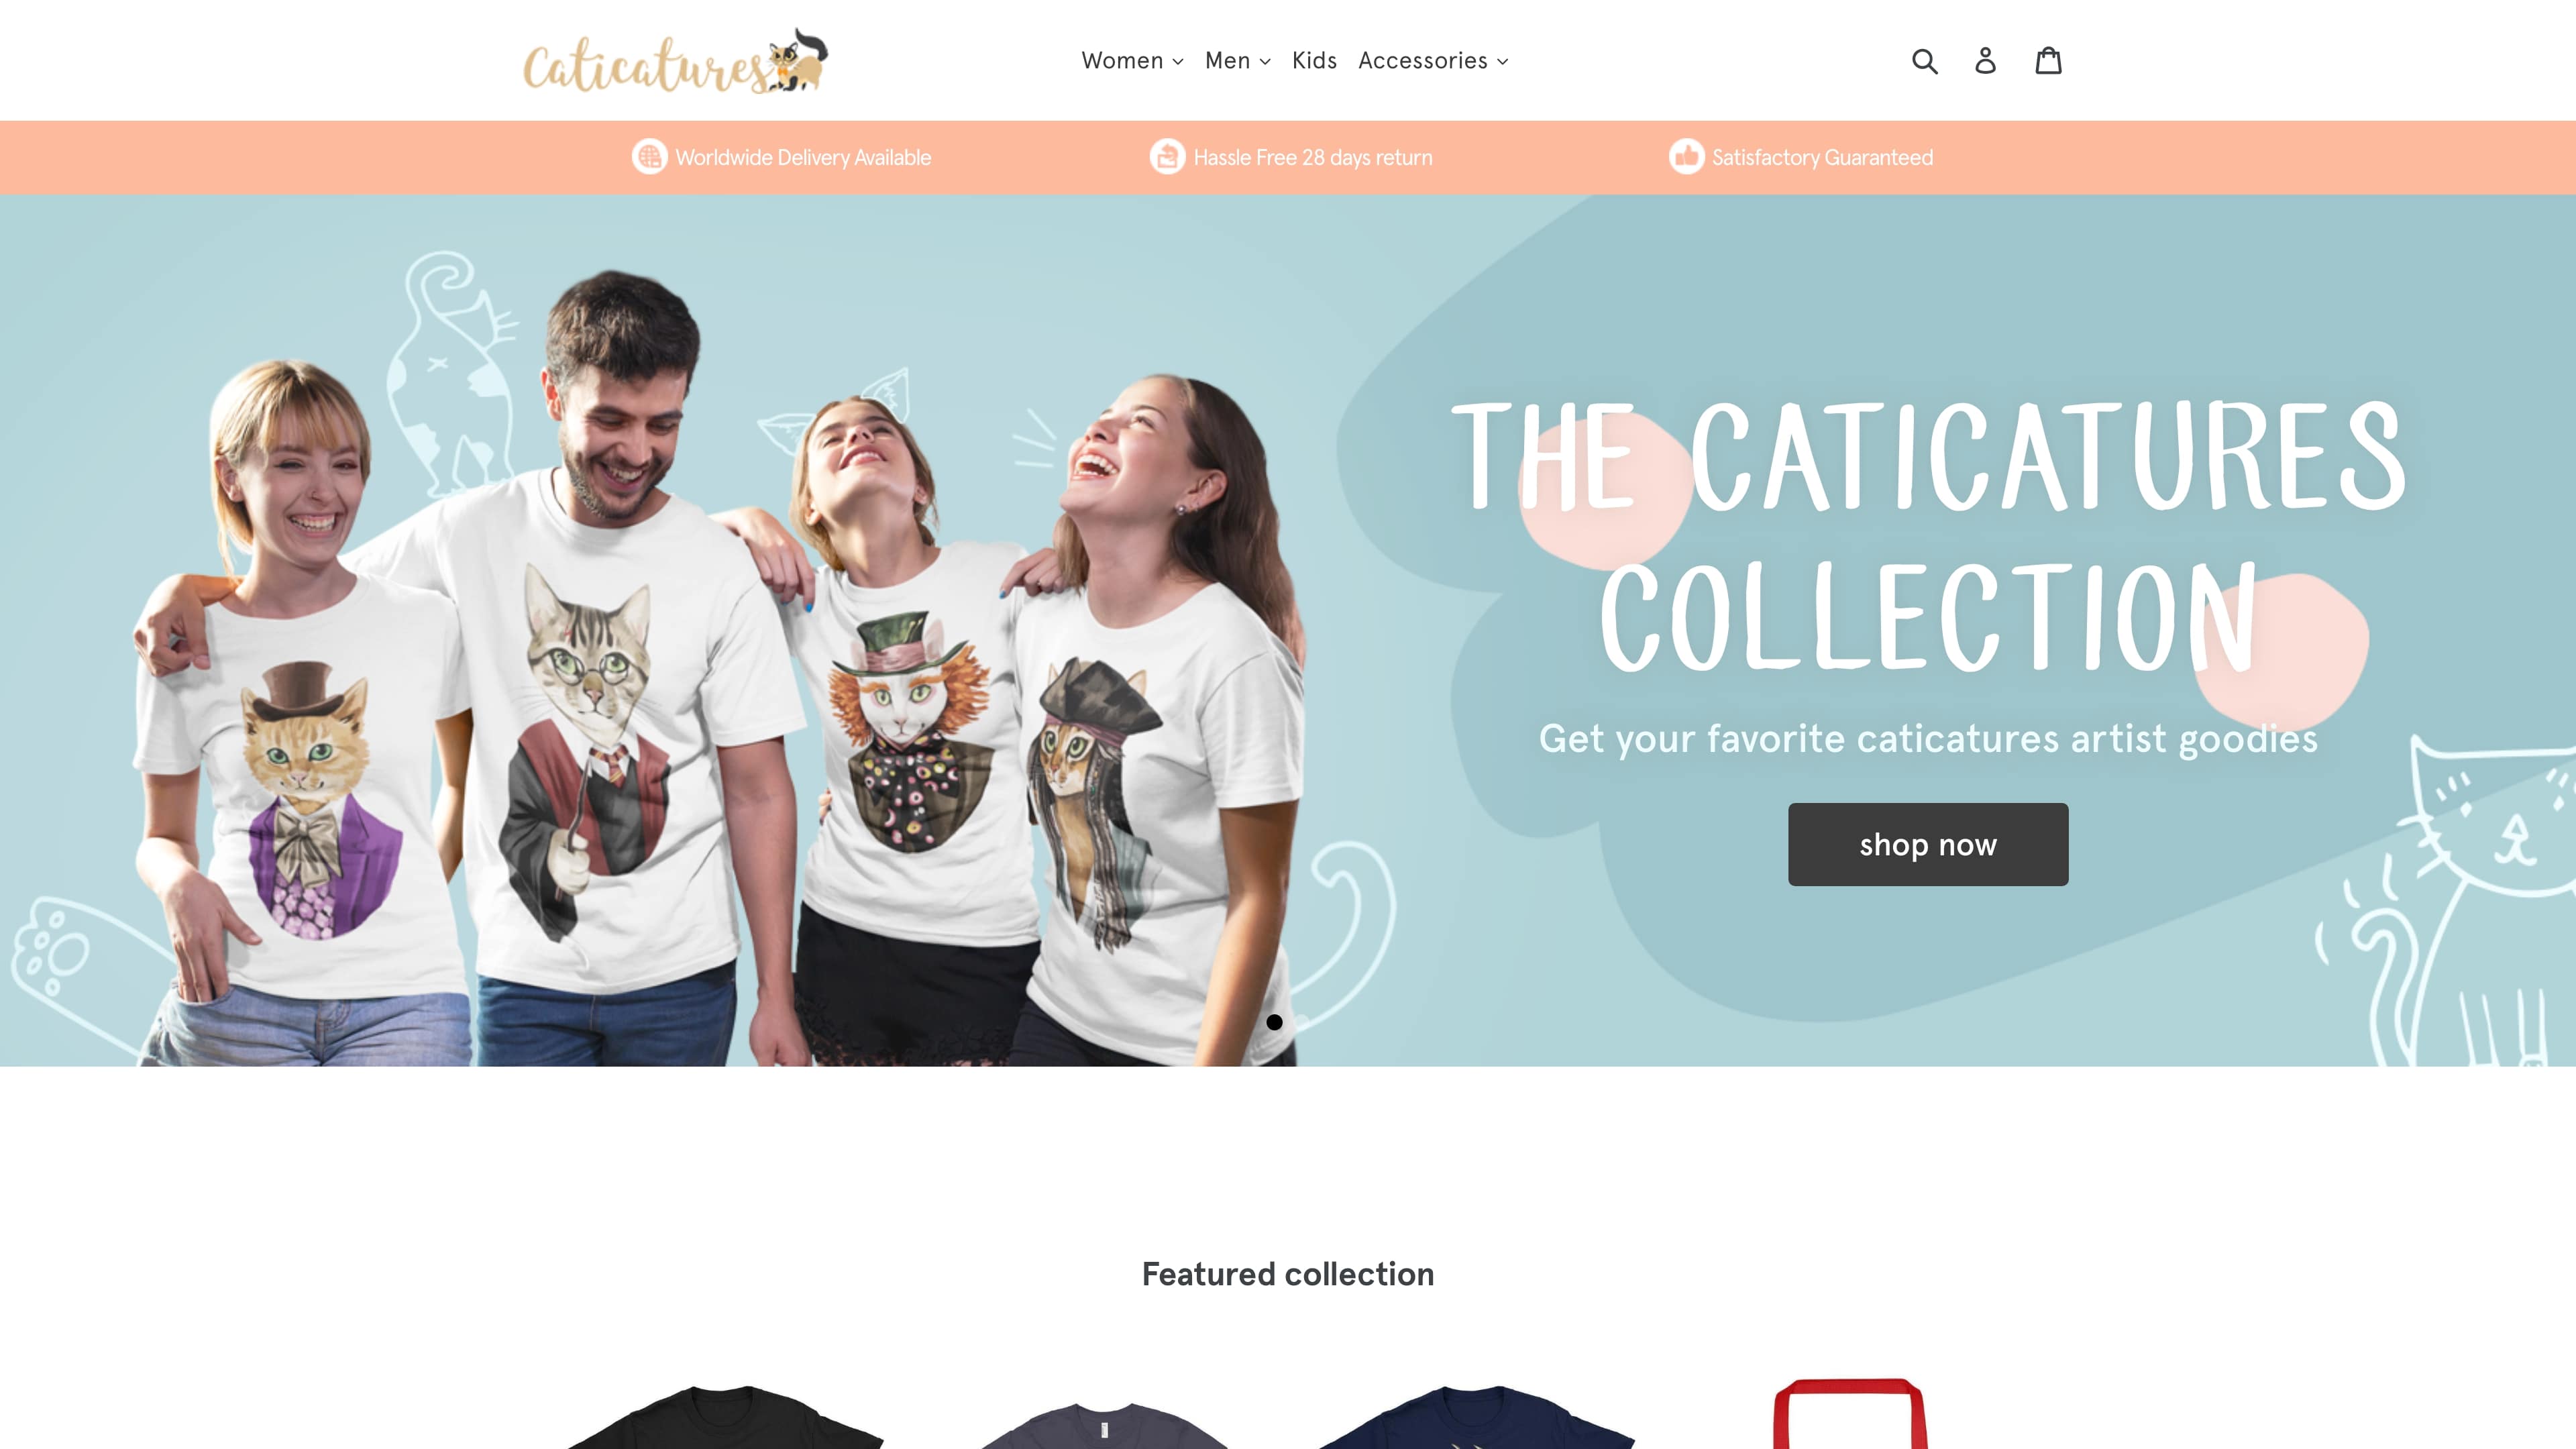 Caticatures
Women Men Kids Accessories
Worldwide Delivery Available
Hassle Free 28 days return
Satisfactory Guaranteed
THE CATICATURES
COLLECTION
Get your favorite caticatures artist goodies
shop now
Featured collection